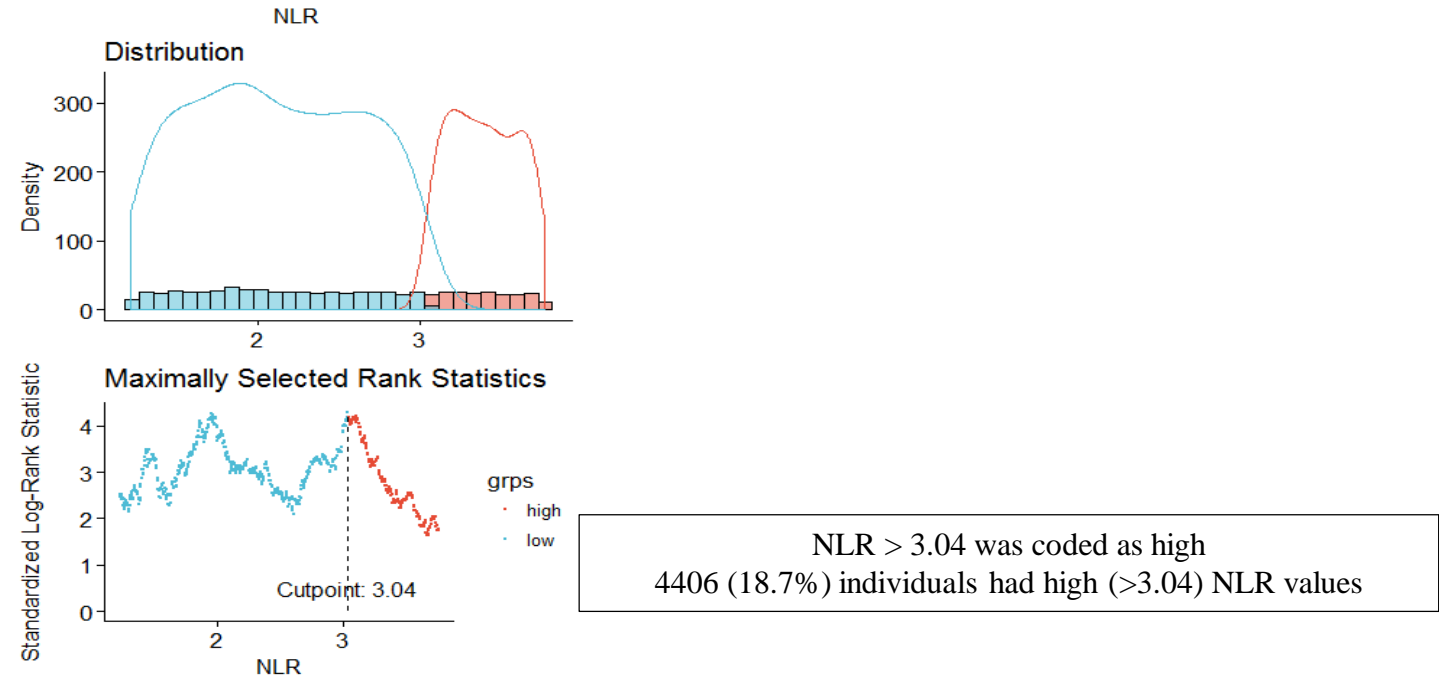 NLR
Distribution
Density
300
200
100
0
2 3
Maximally Selected Rank Statistics
Standardized Log-Rank Statistic
4
3
2
1
0
Cutpoint: 3.04
2 3
NLR
grps
high
low
NLR > 3.04 was coded as high
4406 (18.7%) individuals had high (>3.04) NLR values